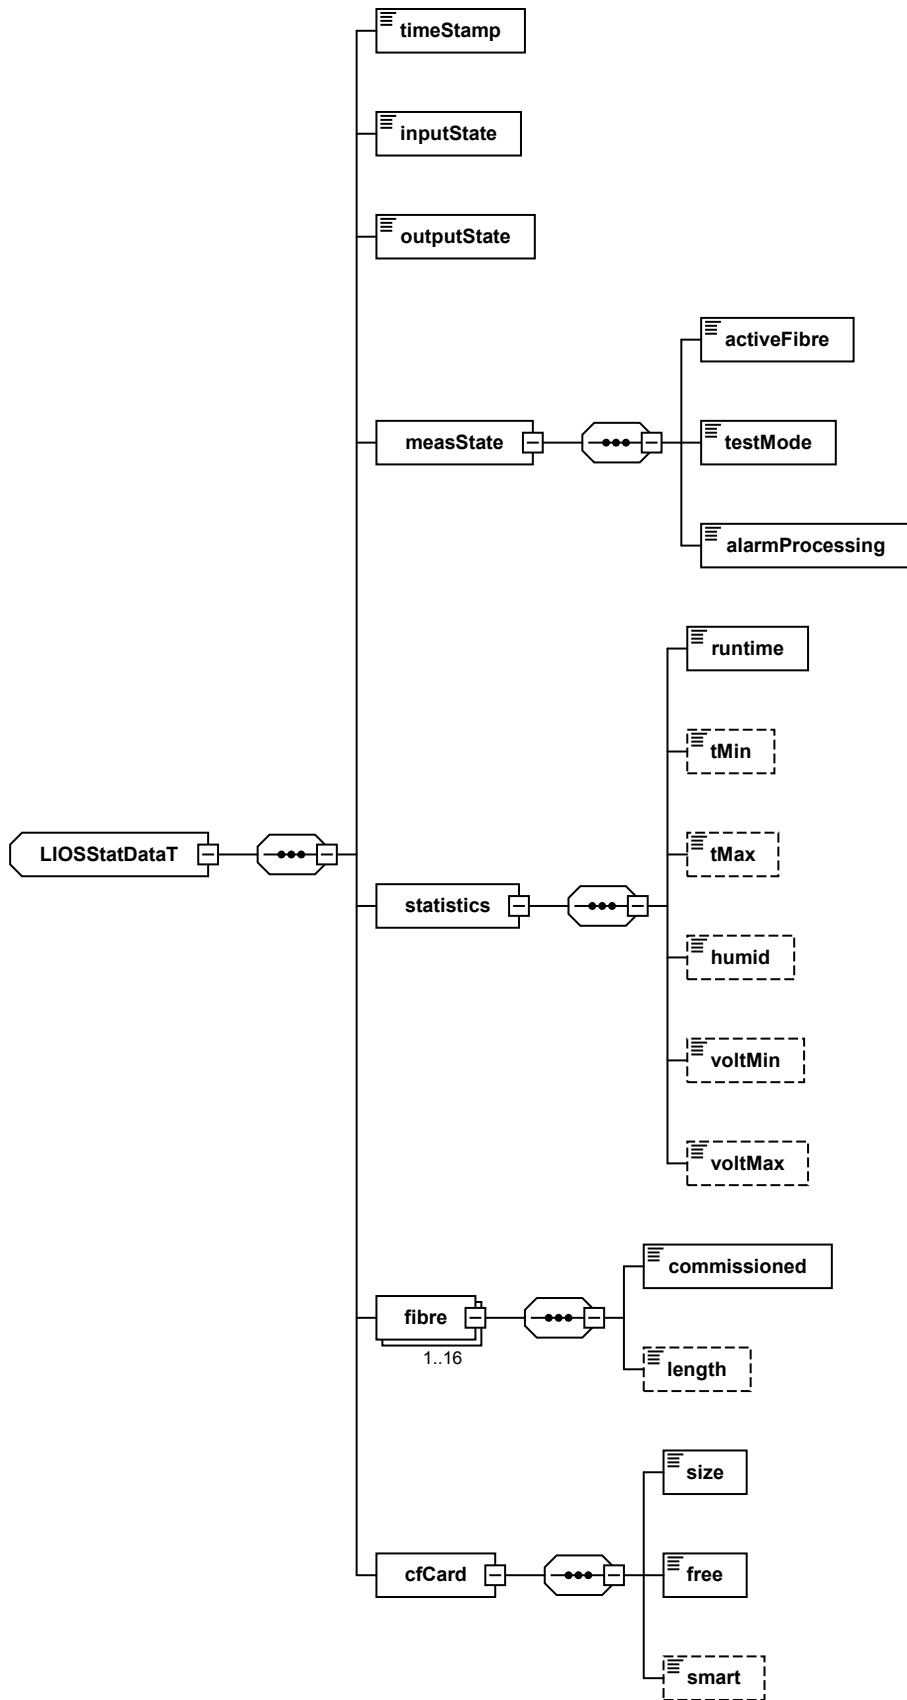 timeStamp
inputState
outputState
activeFibre
measState
testMode
alarmProcessing
runtime
tMin
LIOSStatDataT
tMax
statistics
humid
voltMin
voltMax
commissioned
fibre
1..16
length
size
cfCard
free
smart